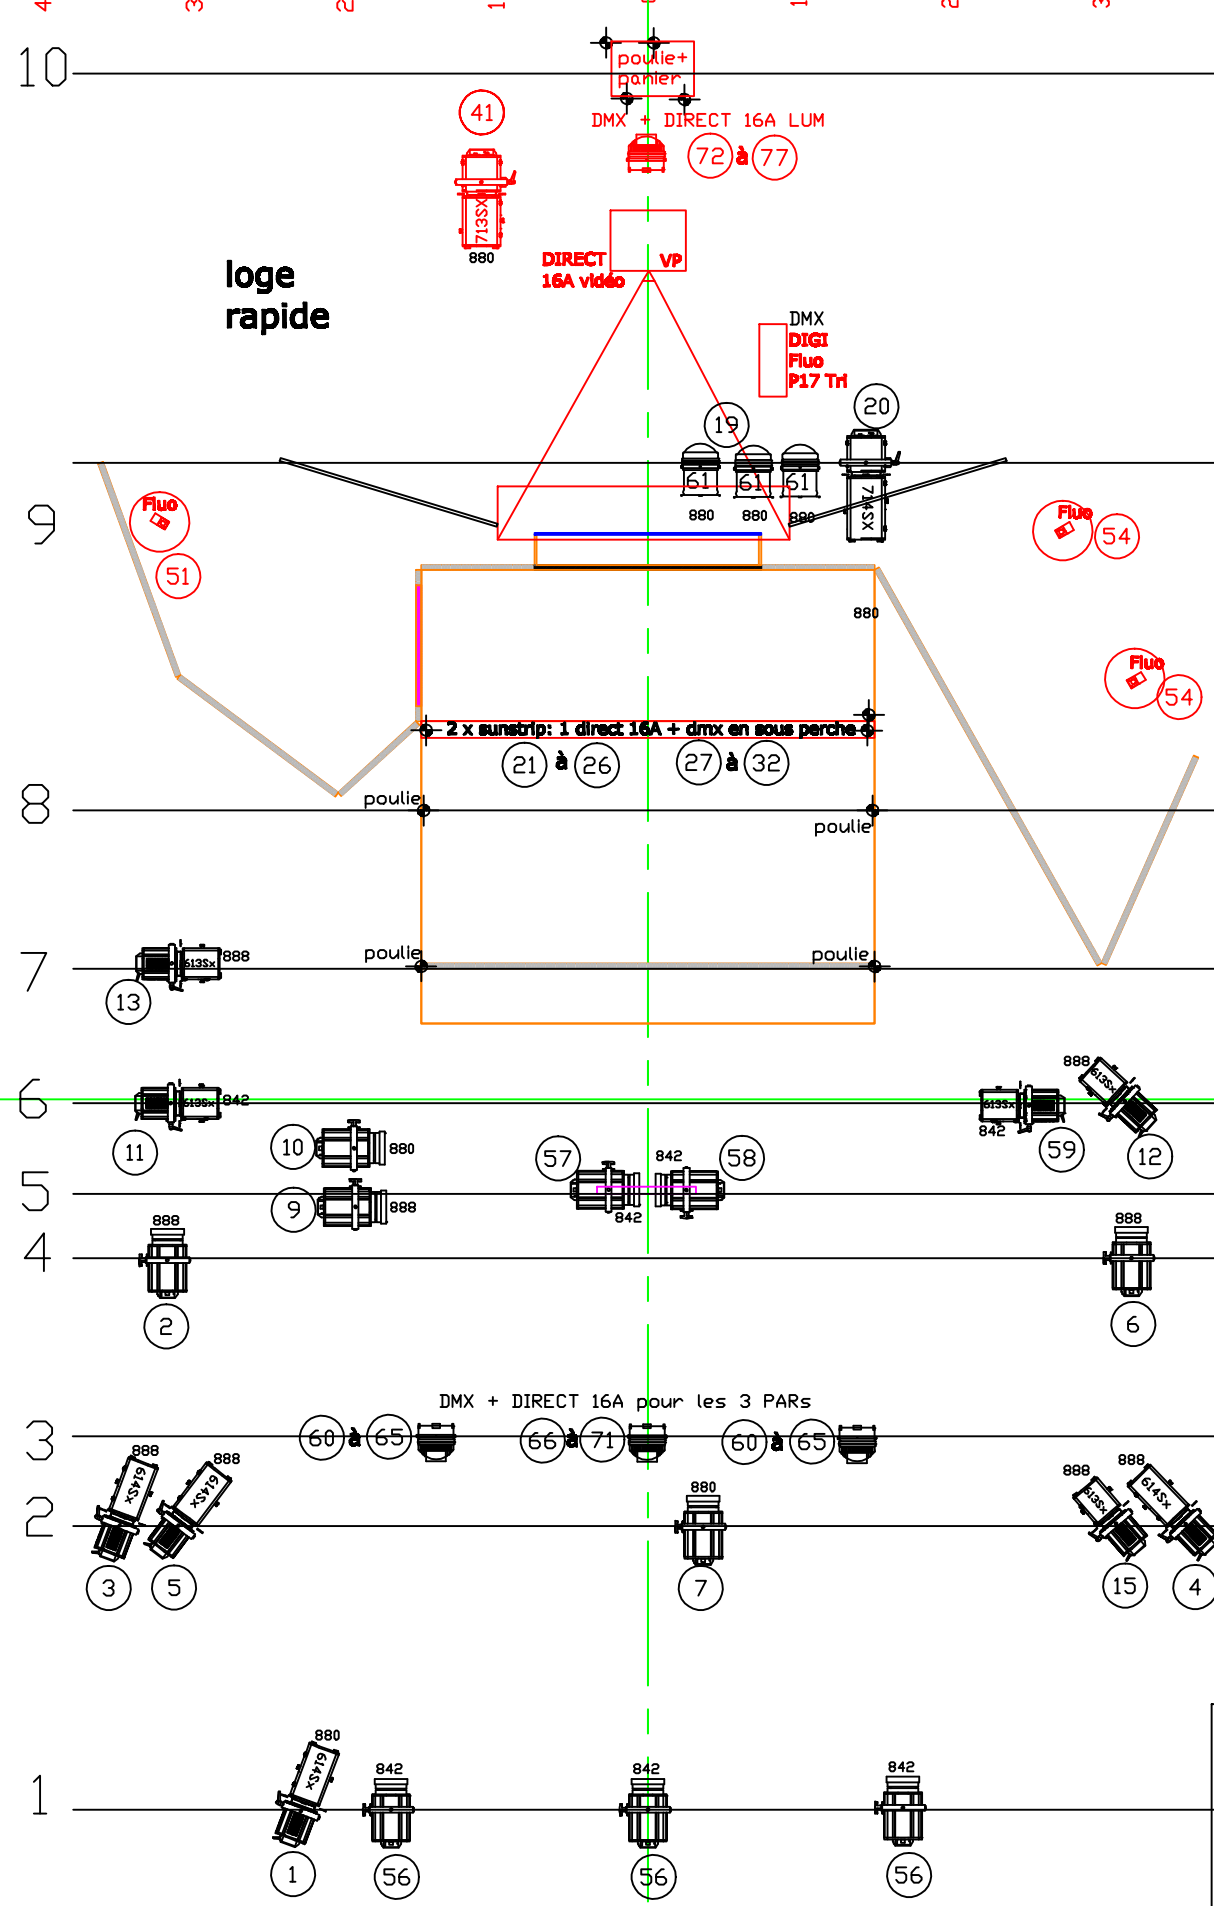 4
3
2
1
0
1
2
3
10
poulie+
panier
41
DMX + DIRECT 16A LUM
72 à 77
713SX
880
DIRECT
16A vidéo
VP
loge
rapide
DMX
DIGI
Fluo
P17 Tri
19
20
61
61
61
714SX
880
880
880
9
Fluo
51
Fluo
54
880
Fluo
54
2 x sunstrip: 1 direct 16A + dmx en sous perche
21 à 26
27 à 32
8
poulie
poulie
7
613Sx
888
13
poulie
poulie
6
613Sx
842
11
10
880
613Sx
842
59
888
613Sx
12
5
9
888
57
842
842
58
4
888
2
888
6
DMX + DIRECT 16A pour les 3 PARs
3
60 à 65
66 à 71
60 à 65
2
888
614Sx
3
888
614Sx
5
880
7
888
613Sx
15
888
614Sx
4
1
880
614Sx
1
842
56
842
56
842
56